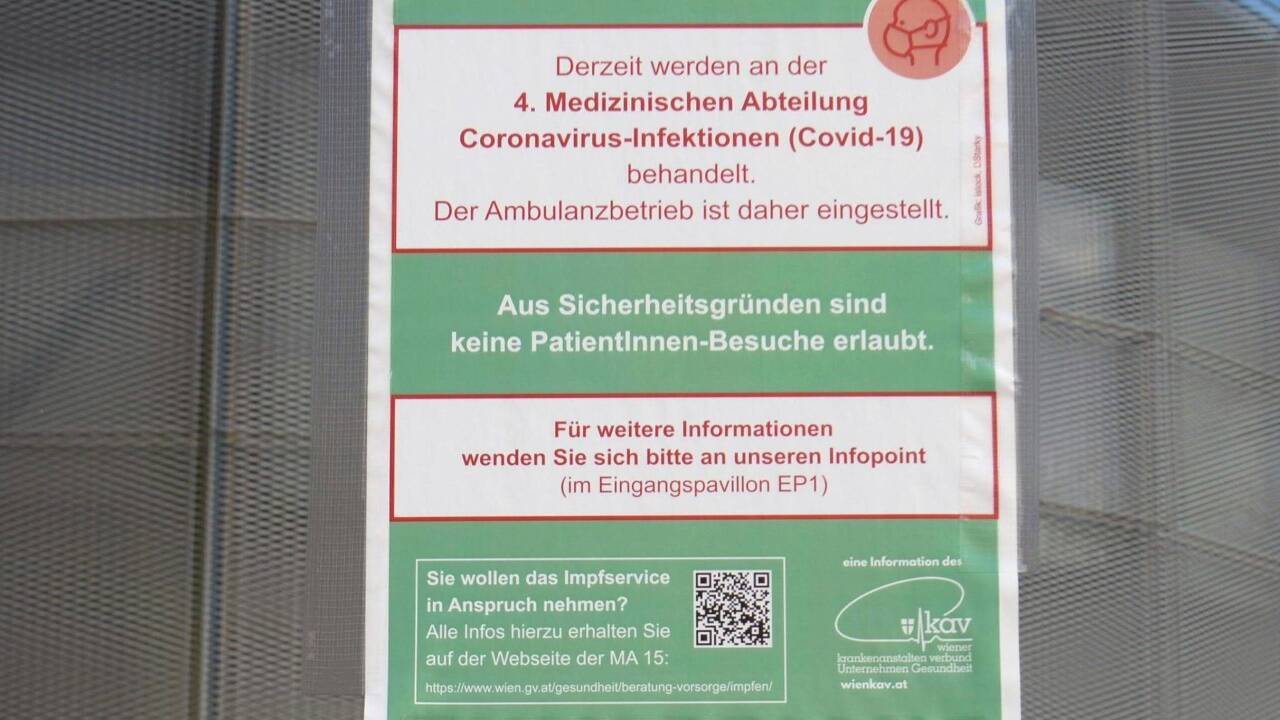 Derzeit werden an der
4. Medizinischen Abteilung
Coronavirus-Infektionen (Covid-19)
behandelt.
Der Ambulanzbetrieb ist daher eingestellt.
Grafik: istock, DStarky
Aus Sicherheitsgründen sind
keine PatientInnen-Besuche erlaubt.
Für weitere Informationen
wenden Sie sich bitte an unseren Infopoint
(im Eingangspavillon EP1)
Sie wollen das Impfservice
in Anspruch nehmen?
Alle Infos hierzu erhalten Sie
auf der Webseite der MA 15:
https://www.wien.gv.at/gesundheit/beratung-vorsorge/impfen/
eine Information des
kav
wiener
krankenanstalten verbund
Unternehmen Gesundheit
wienkav.at